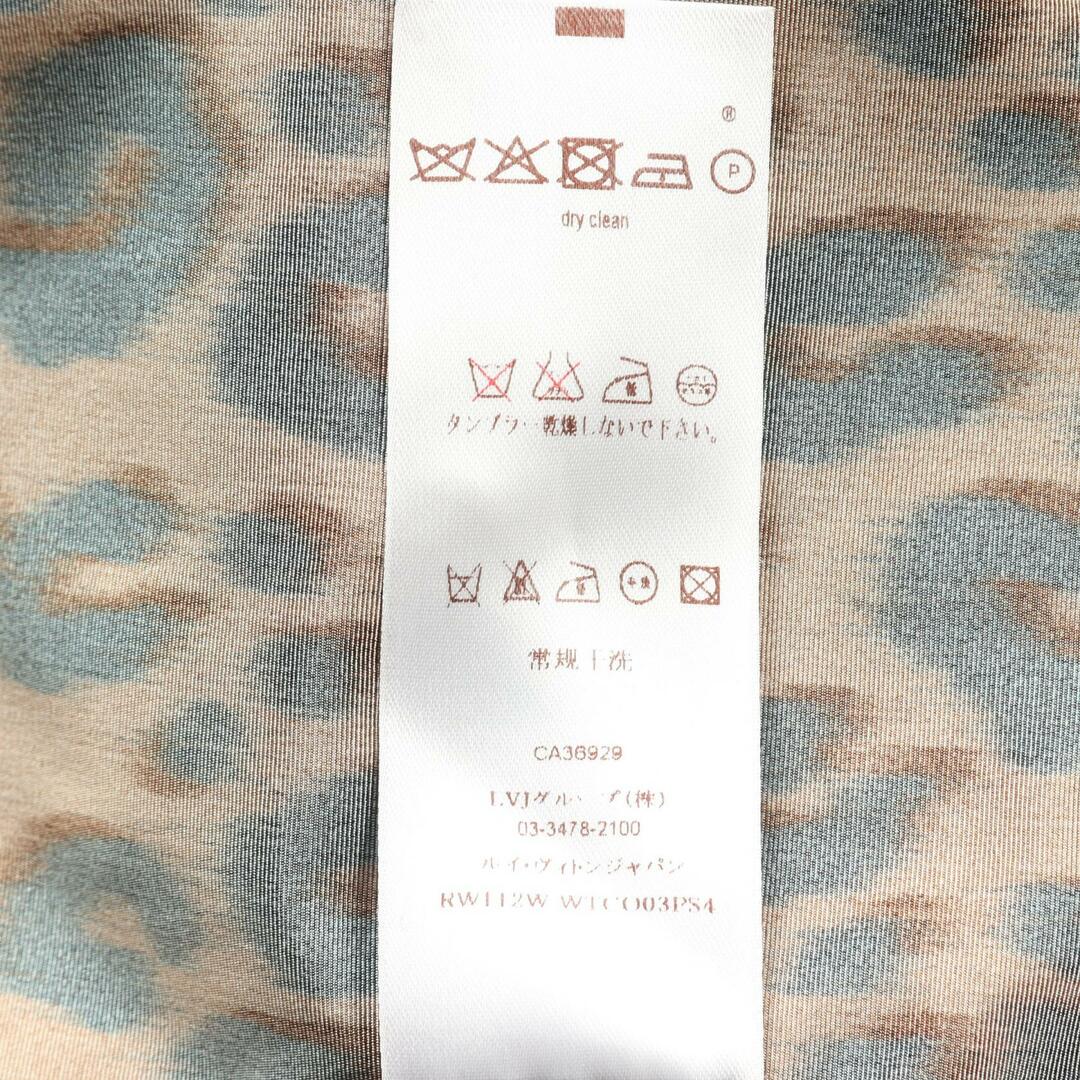 ®
P
dry clean
タンブラー乾燥しないで下さい。
常规干洗
CA36929
LVJグループ(株)
03-3478-2100
ルイ・ヴィトンジャパン
RW112W WTCO03PS4